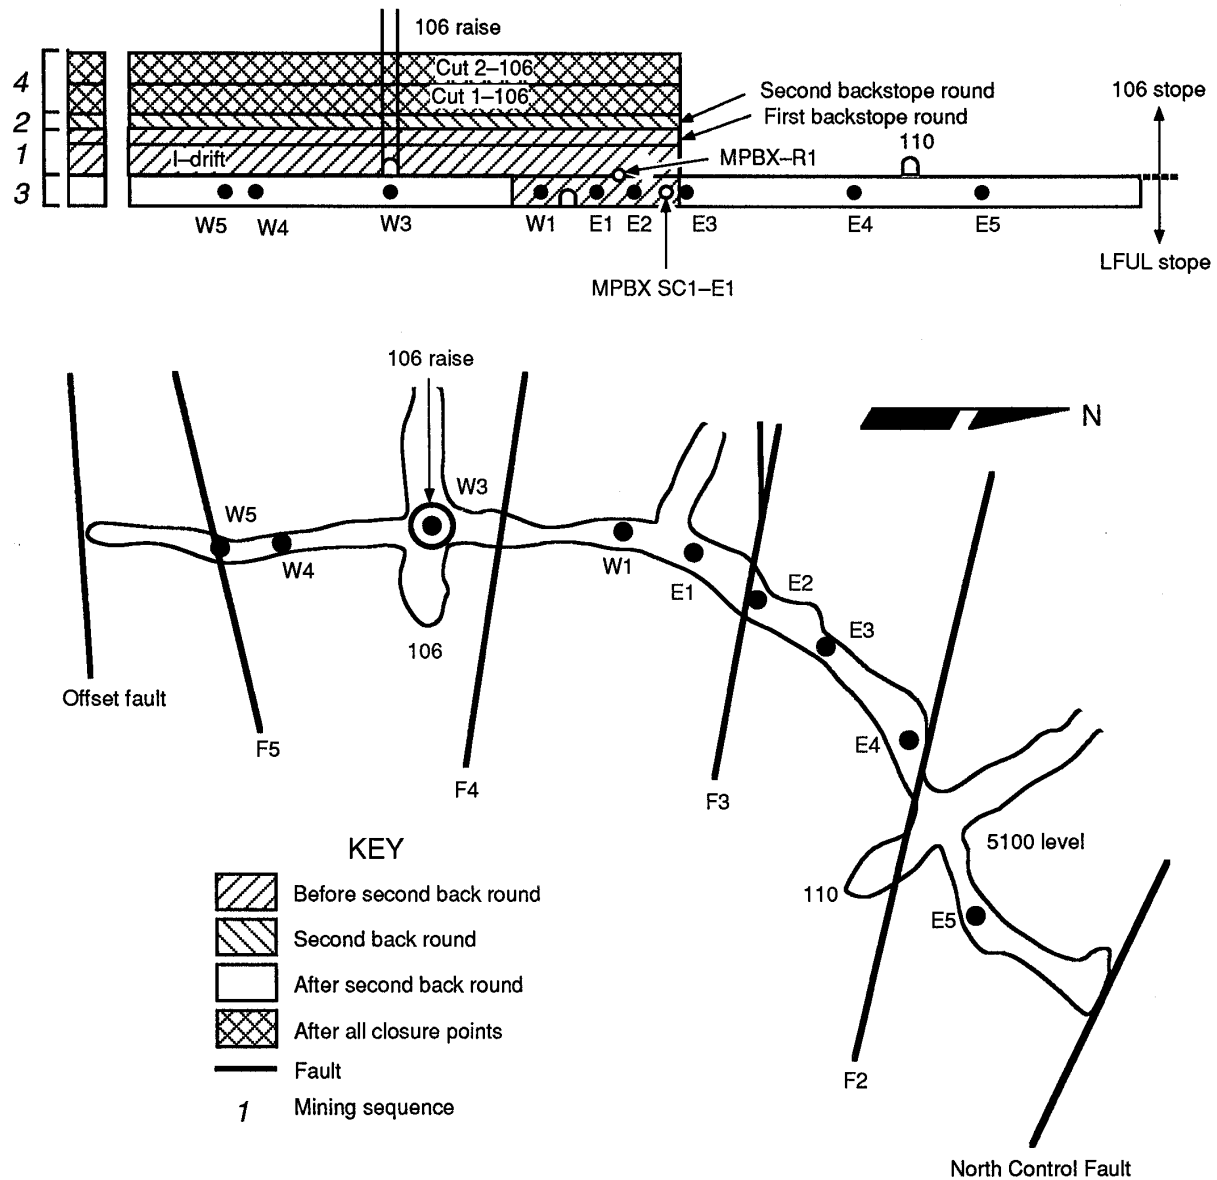 106 raise
4
Cut 2–106
Cut 1–106
Second backstope round
106 stope
2
First backstope round
110
1
I–drift
MPBX–R1
3
W5
W4
W3
W1
E1
E2
E3
E4
E5
LFUL stope
MPBX SC1–E1
106 raise
N
W3
W5
W4
W1
E1
E2
E3
106
Offset fault
F5
E4
F4
F3
5100 level
KEY
110
Before second back round
E5
Second back round
After second back round
After all closure points
Fault
F2
1
Mining sequence
North Control Fault